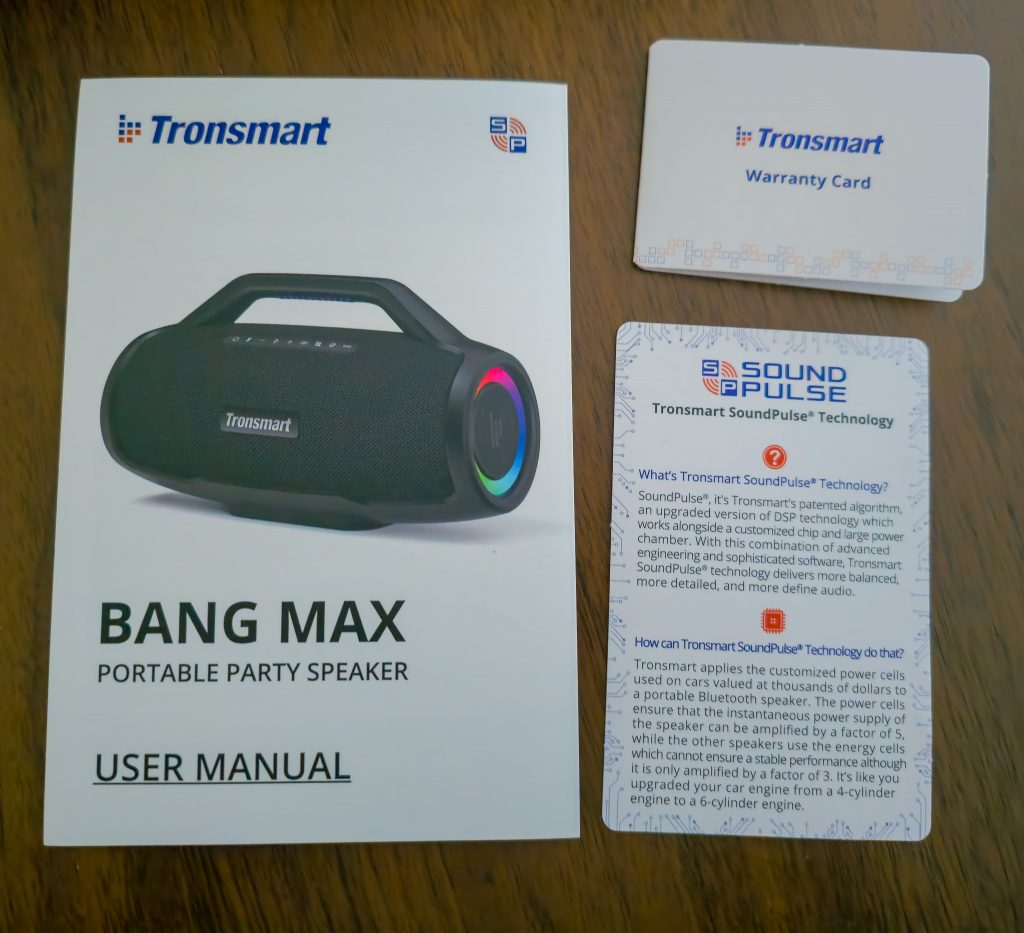 Tronsmart
SP
Tronsmart
BANG MAX
PORTABLE PARTY SPEAKER
USER MANUAL
Tronsmart
Warranty Card
SP SOUND
PULSE
Tronsmart SoundPulse® Technology
?
What's Tronsmart SoundPulse® Technology?
SoundPulse®, it's Tronsmart's patented algorithm,
an upgraded version of DSP technology which
works alongside a customized chip and large power
chamber. With this combination of advanced
engineering and sophisticated software, Tronsmart
SoundPulse® technology delivers more balanced,
more detailed, and more define audio.
How can Tronsmart SoundPulse® Technology do that?
Tronsmart applies the customized power cells
used on cars valued at thousands of dollars to
a portable Bluetooth speaker. The power cells
ensure that the instantaneous power supply of
the speaker can be amplified by a factor of 5,
while the other speakers use the energy cells
which cannot ensure a stable performance although
it is only amplified by a factor of 3. It's like you
upgraded your car engine from a 4-cylinder
engine to a 6-cylinder engine.